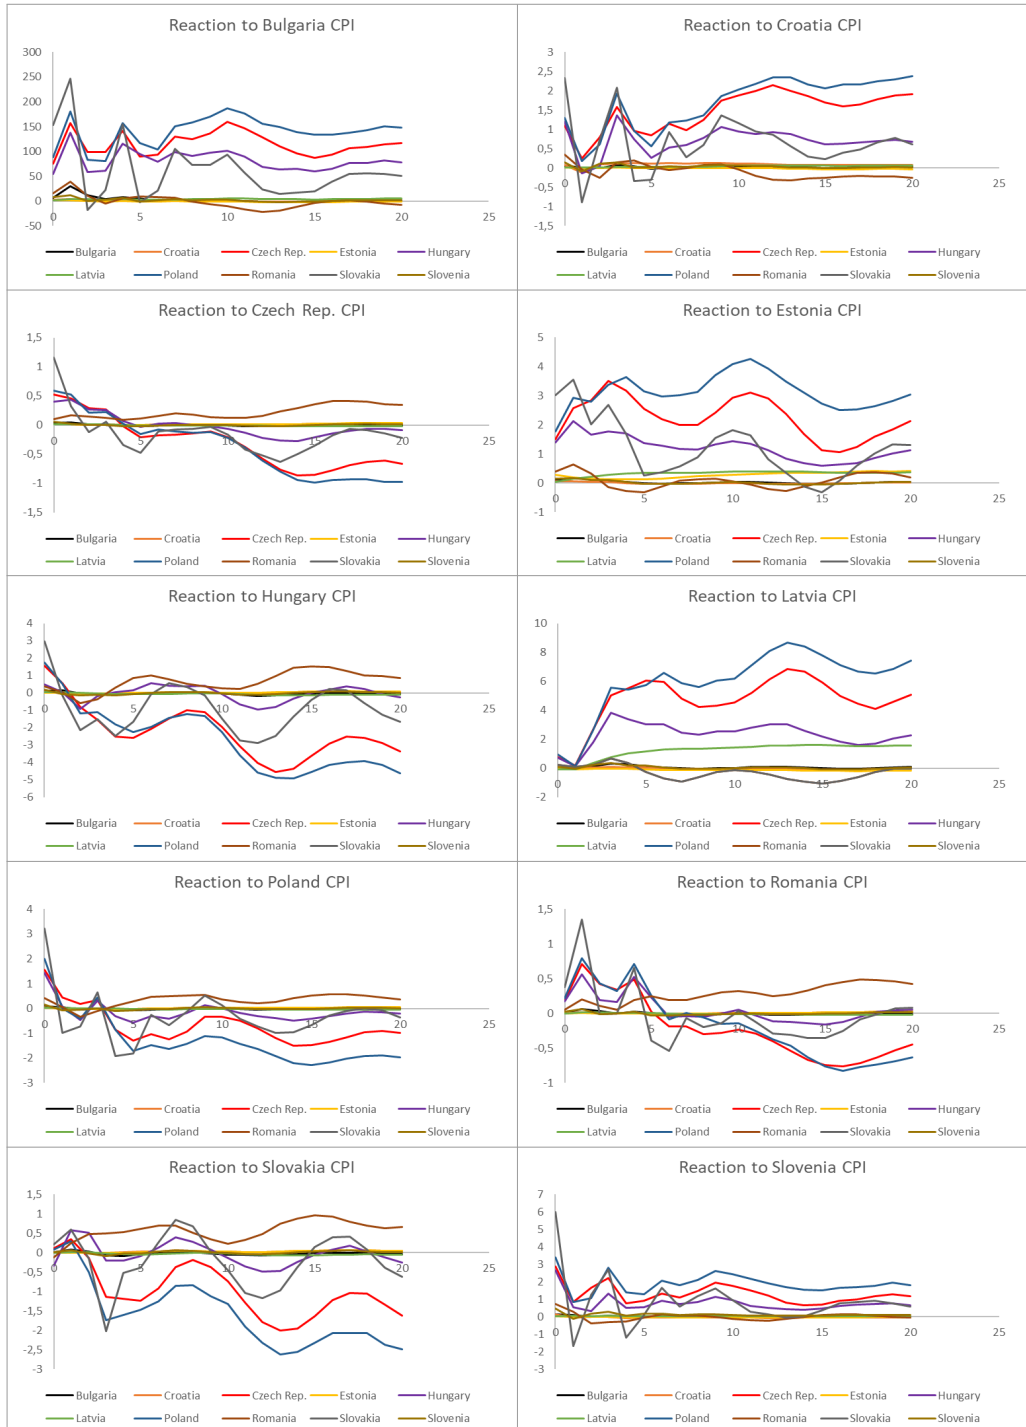 Reaction to Bulgaria CPI
300
250
200
150
100
50
0
0 5 10 15 20 25
-50
Bulgaria Croatia Czech Rep. Estonia Hungary
Latvia Poland Romania Slovakia Slovenia
Reaction to Croatia CPI
3
2,5
2
1,5
1
0,5
0
0 5 10 15 20 25
-0,5
-1
-1,5
Bulgaria Croatia Czech Rep. Estonia Hungary
Latvia Poland Romania Slovakia Slovenia
Reaction to Czech Rep. CPI
1,5
1
0,5
0
0 5 10 15 20 25
-0,5
-1
-1,5
Bulgaria Croatia Czech Rep. Estonia Hungary
Latvia Poland Romania Slovakia Slovenia
Reaction to Estonia CPI
5
4
3
2
1
0
0 5 10 15 20 25
-1
Bulgaria Croatia Czech Rep. Estonia Hungary
Latvia Poland Romania Slovakia Slovenia
Reaction to Hungary CPI
4
3
2
1
0
0 5 10 15 20 25
-1
-2
-3
-4
-5
-6
Bulgaria Croatia Czech Rep. Estonia Hungary
Latvia Poland Romania Slovakia Slovenia
Reaction to Latvia CPI
10
8
6
4
2
0
0 5 10 15 20 25
-2
Bulgaria Croatia Czech Rep. Estonia Hungary
Latvia Poland Romania Slovakia Slovenia
Reaction to Poland CPI
4
3
2
1
0
0 5 10 15 20 25
-1
-2
-3
Bulgaria Croatia Czech Rep. Estonia Hungary
Latvia Poland Romania Slovakia Slovenia
Reaction to Romania CPI
1,5
1
0,5
0
0 5 10 15 20 25
-0,5
-1
Bulgaria Croatia Czech Rep. Estonia Hungary
Latvia Poland Romania Slovakia Slovenia
Reaction to Slovakia CPI
1,5
1
0,5
0
0 5 10 15 20 25
-0,5
-1
-1,5
-2
-2,5
-3
Bulgaria Croatia Czech Rep. Estonia Hungary
Latvia Poland Romania Slovakia Slovenia
Reaction to Slovenia CPI
7
6
5
4
3
2
1
0
0 5 10 15 20 25
-1
-2
-3
Bulgaria Croatia Czech Rep. Estonia Hungary
Latvia Poland Romania Slovakia Slovenia